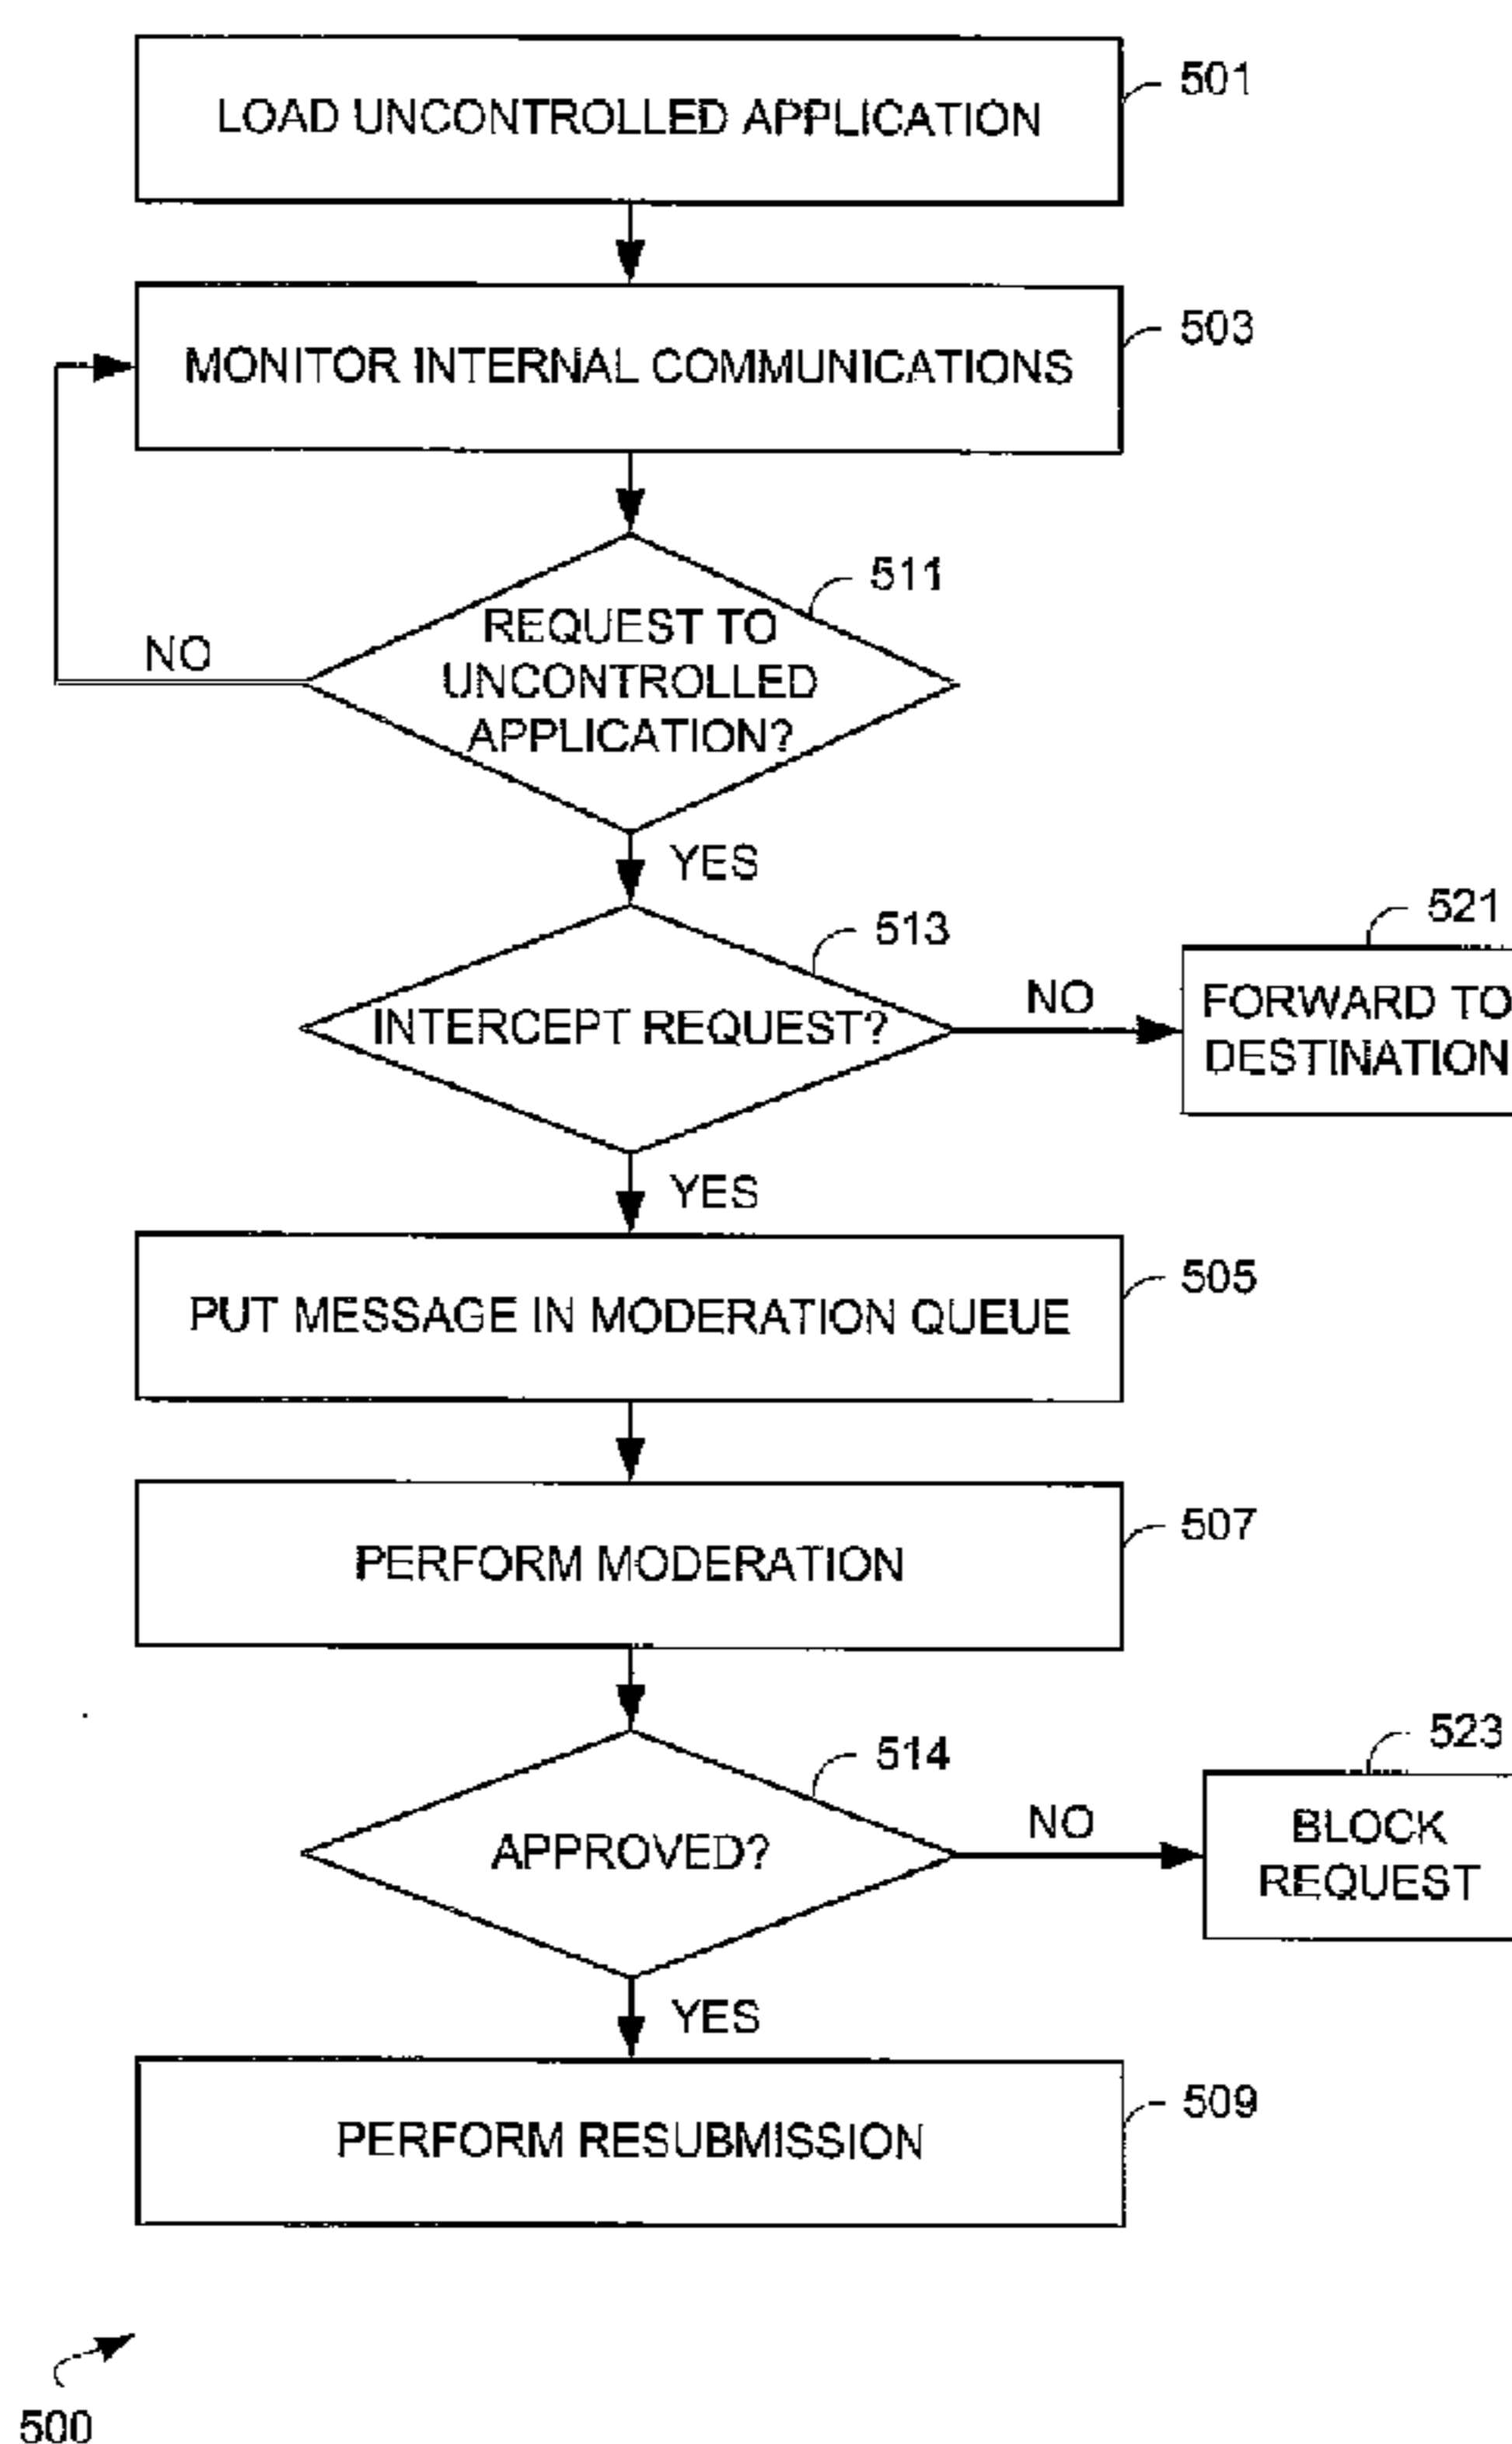 501
LOAD UNCONTROLLED APPLICATION
503
MONITOR INTERNAL COMMUNICATIONS
511
REQUEST TO
UNCONTROLLED
APPLICATION?
NO
YES
513
INTERCEPT REQUEST?
NO
521
FORWARD TO
DESTINATION
YES
505
PUT MESSAGE IN MODERATION QUEUE
507
PERFORM MODERATION
514
APPROVED?
NO
523
BLOCK
REQUEST
YES
509
PERFORM RESUBMISSION
500